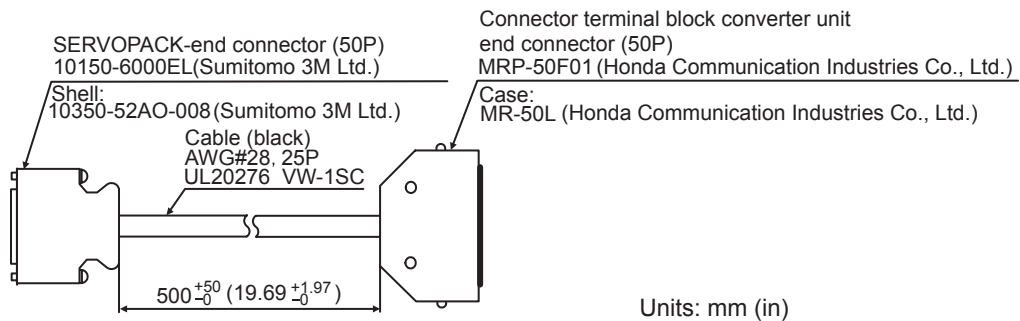 SERVOPACK-end connector (50P)
10150-6000EL(Sumitomo 3M Ltd.)
Shell:
10350-52AO-008(Sumitomo 3M Ltd.)
Cable (black)
AWG#28, 25P
UL20276 VW-1SC
Connector terminal block converter unit
end connector (50P)
MRP-50F01(Honda Communication Industries Co., Ltd.)
Case:
MR-50L (Honda Communication Industries Co., Ltd.)
500 +50 -0 (19.69 +1.97 -0)
Units: mm (in)